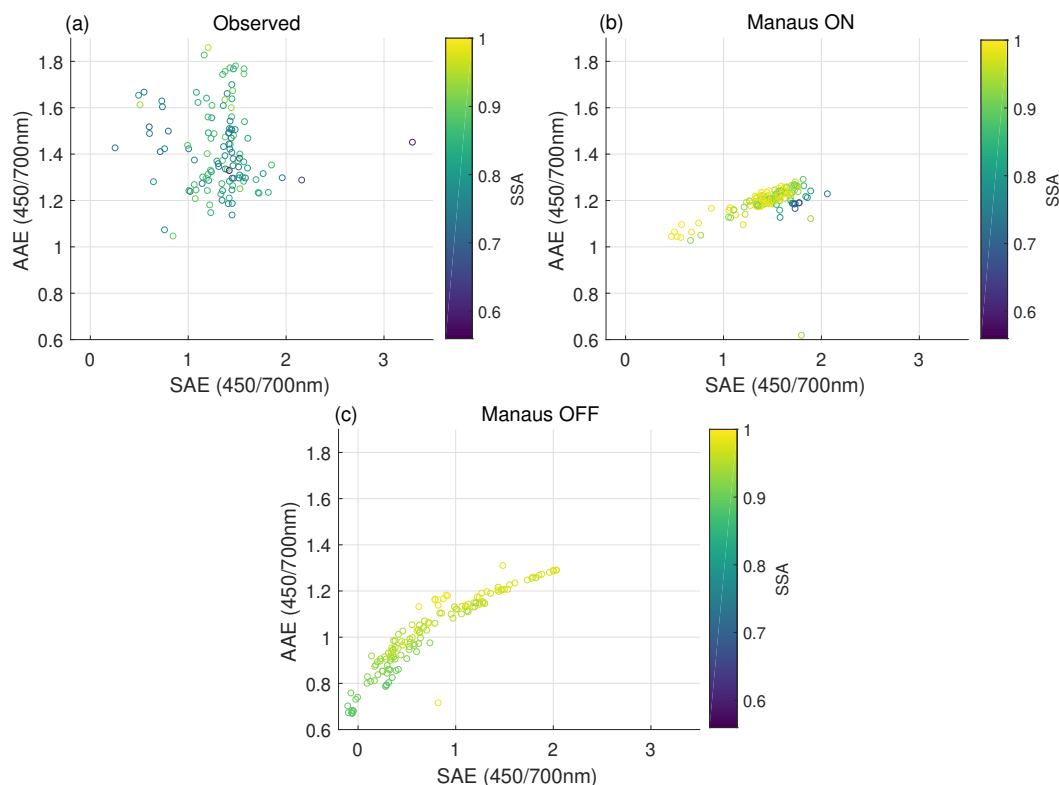 (a) Observed
1.8
1.6
1.4
1.2
1
0.8
0.6
AAE (450/700nm)
0 1 2 3
SAE (450/700nm)
1
0.9
0.8
0.7
0.6
SSA
(b) Manaus ON
1.8
1.6
1.4
1.2
1
0.8
0.6
AAE (450/700nm)
0 1 2 3
SAE (450/700nm)
1
0.9
0.8
0.7
0.6
SSA
(c) Manaus OFF
1.8
1.6
1.4
1.2
1
0.8
0.6
AAE (450/700nm)
0 1 2 3
SAE (450/700nm)
1
0.9
0.8
0.7
0.6
SSA